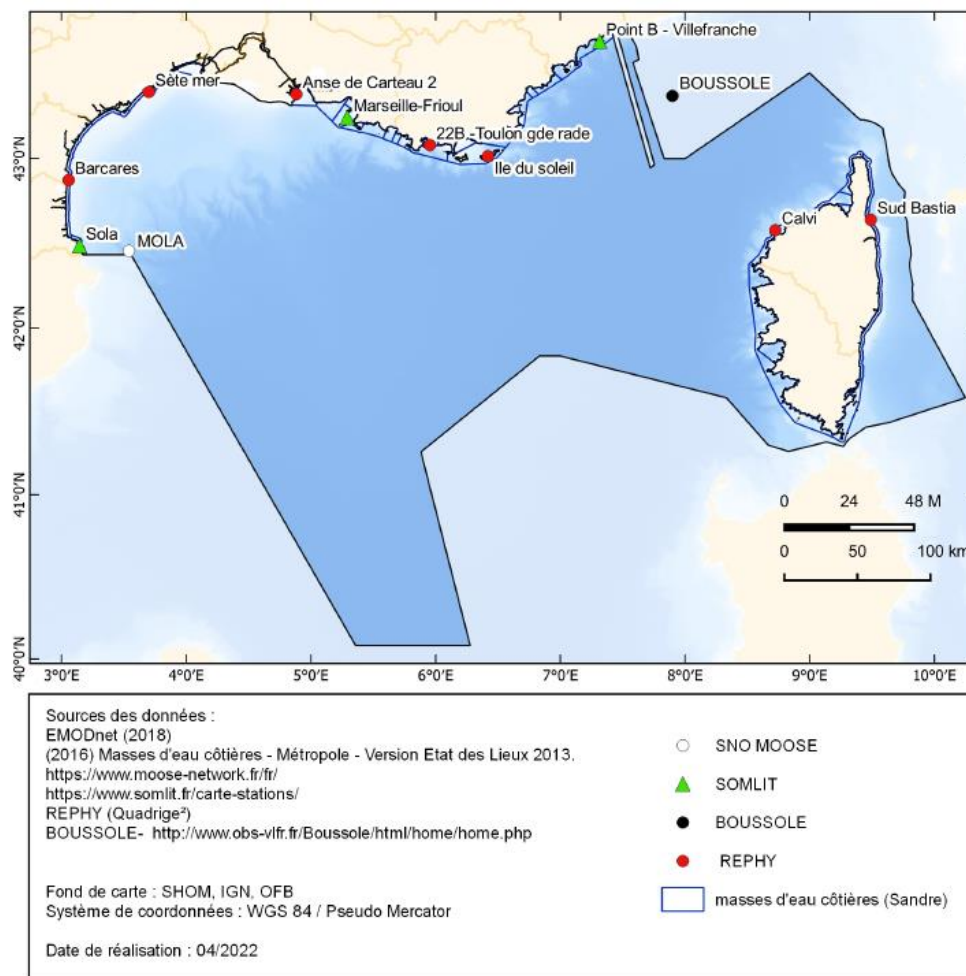 Point B - Villefranche
Sète mer
Anse de Carteau 2
BOUSSOLE
Marseille-Frioul
22B -Toulon gde rade
Ile du soleil
Barcares
Sola
MOLA
Calvi
Sud Bastia
43°0'N
42°0'N
41°0'N
40°0'N
0 24 48 M
0 50 100 km
3°0'E 4°0'E 5°0'E 6°0'E 7°0'E 8°0'E 9°0'E 10°0'E
Sources des données :
EMODnet (2018)
(2016) Masses d'eau côtières - Métropole - Version Etat des Lieux 2013.
https://www.moose-network.fr/fr/
https://www.somlit.fr/carte-stations/
REPHY (Quadrige²)
BOUSSOLE- http://www.obs-vlfr.fr/Boussole/html/home/home.php
Fond de carte : SHOM, IGN, OFB
Système de coordonnées : WGS 84 / Pseudo Mercator
Date de réalisation : 04/2022
SNO MOOSE
SOMLIT
BOUSSOLE
REPHY
masses d'eau côtières (Sandre)